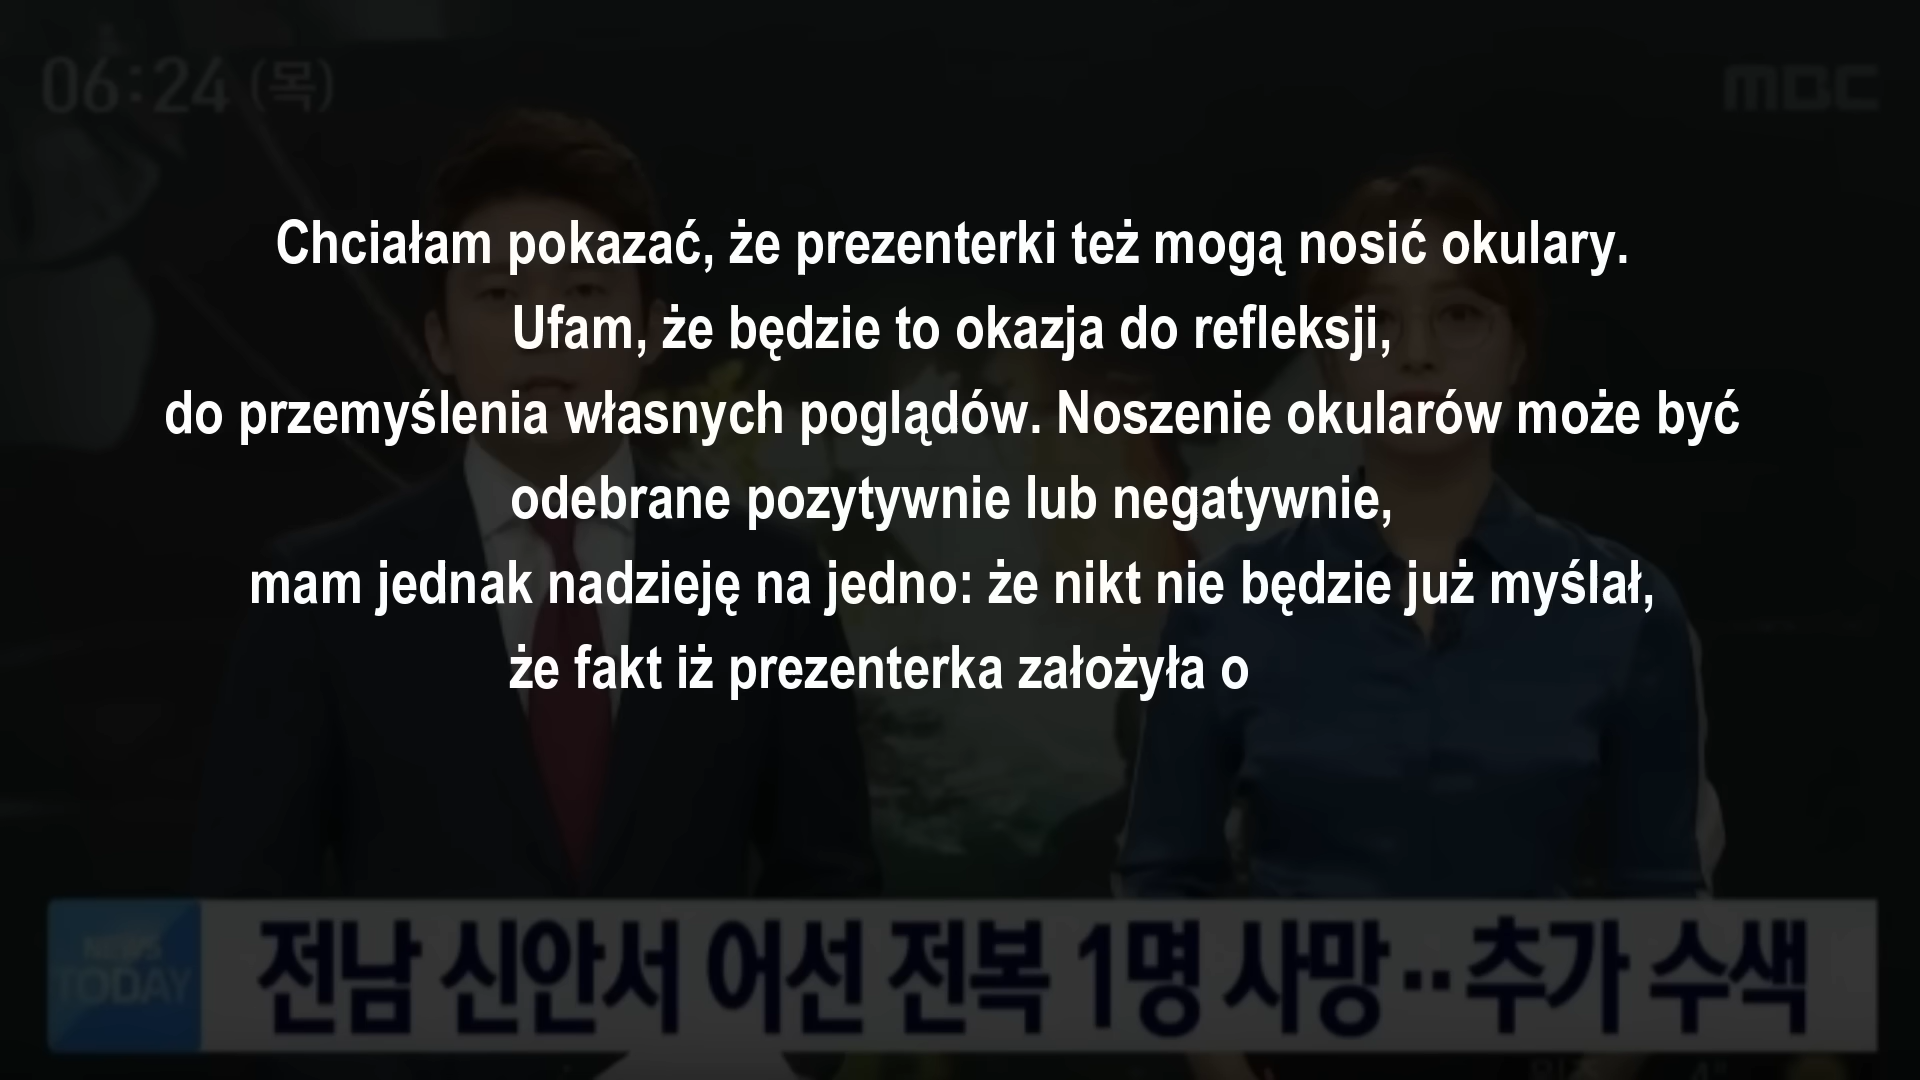 06:24 (목)
MBC
Chciałam pokazać, że prezenterki też mogą nosić okulary.
Ufam, że będzie to okazja do refleksji,
do przemyślenia własnych poglądów. Noszenie okularów może być
odebrane pozytywnie lub negatywnie,
mam jednak nadzieję na jedno: że nikt nie będzie już myślał,
że fakt iż prezenterka założyła o
NEWS
TODAY
전남 신안서 어선 전복 1명 사망‥추가 수색